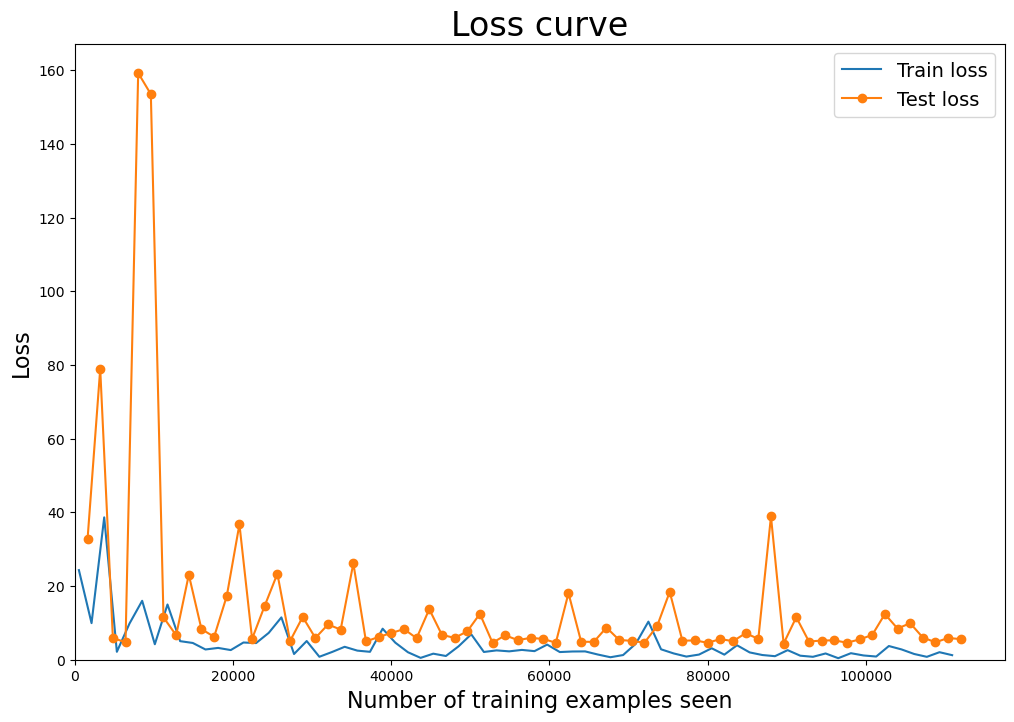 Loss curve
Train loss
Test loss
160
140
120
100
80
60
40
20
0
Loss
0 20000 40000 60000 80000 100000
Number of training examples seen